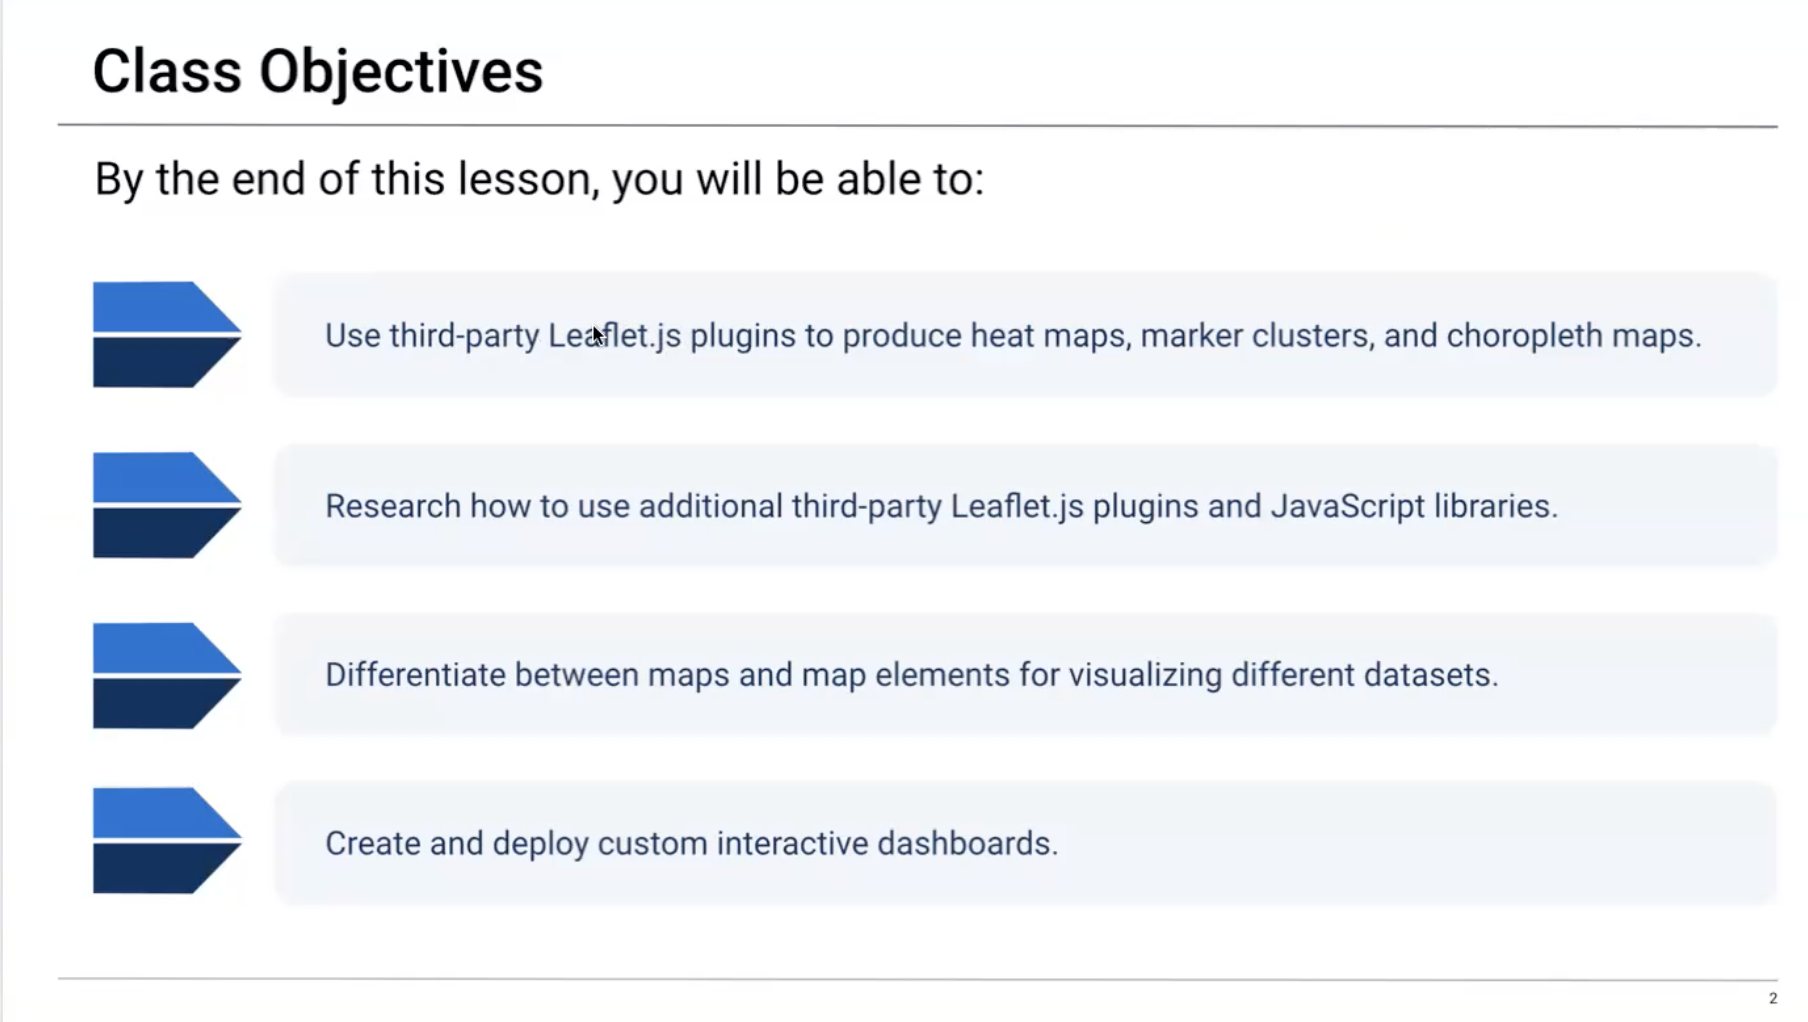 Class Objectives
By the end of this lesson, you will be able to:
Use third-party Leaflet.js plugins to produce heat maps, marker clusters, and choropleth maps.
Research how to use additional third-party Leaflet.js plugins and JavaScript libraries.
Differentiate between maps and map elements for visualizing different datasets.
Create and deploy custom interactive dashboards.
2